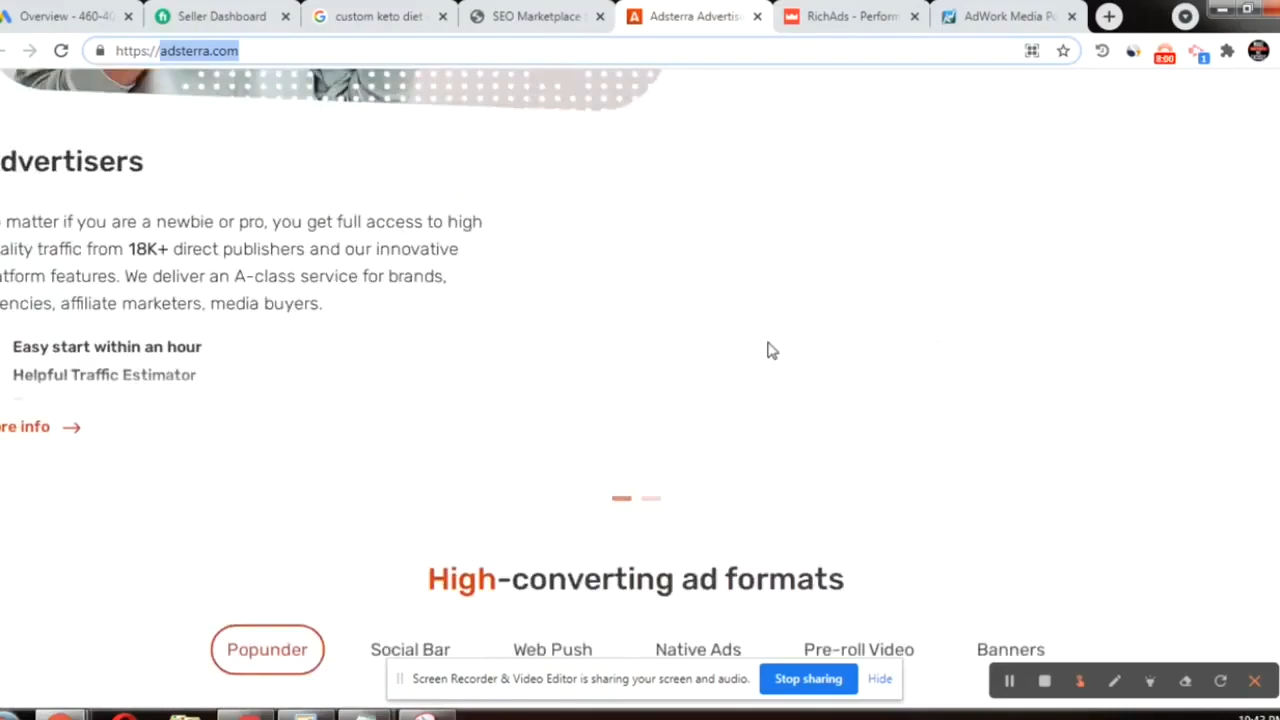 Overview - 460-4
Seller Dashboard
custom keto diet
SEO Marketplace
Adsterra Advertis
RichAds - Perform
AdWork Media P
https://adsterra.com
8:00
1
dvertisers
matter if you are a newbie or pro, you get full access to high
ality traffic from 18K+ direct publishers and our innovative
atform features. We deliver an A-class service for brands,
encies, affiliate marketers, media buyers.
Easy start within an hour
Helpful Traffic Estimator
ore info
High-converting ad formats
Popunder
Social Bar
Web Push
Native Ads
Pre-roll Video
Banners
Screen Recorder & Video Editor is sharing your screen and audio.
Stop sharing
Hide